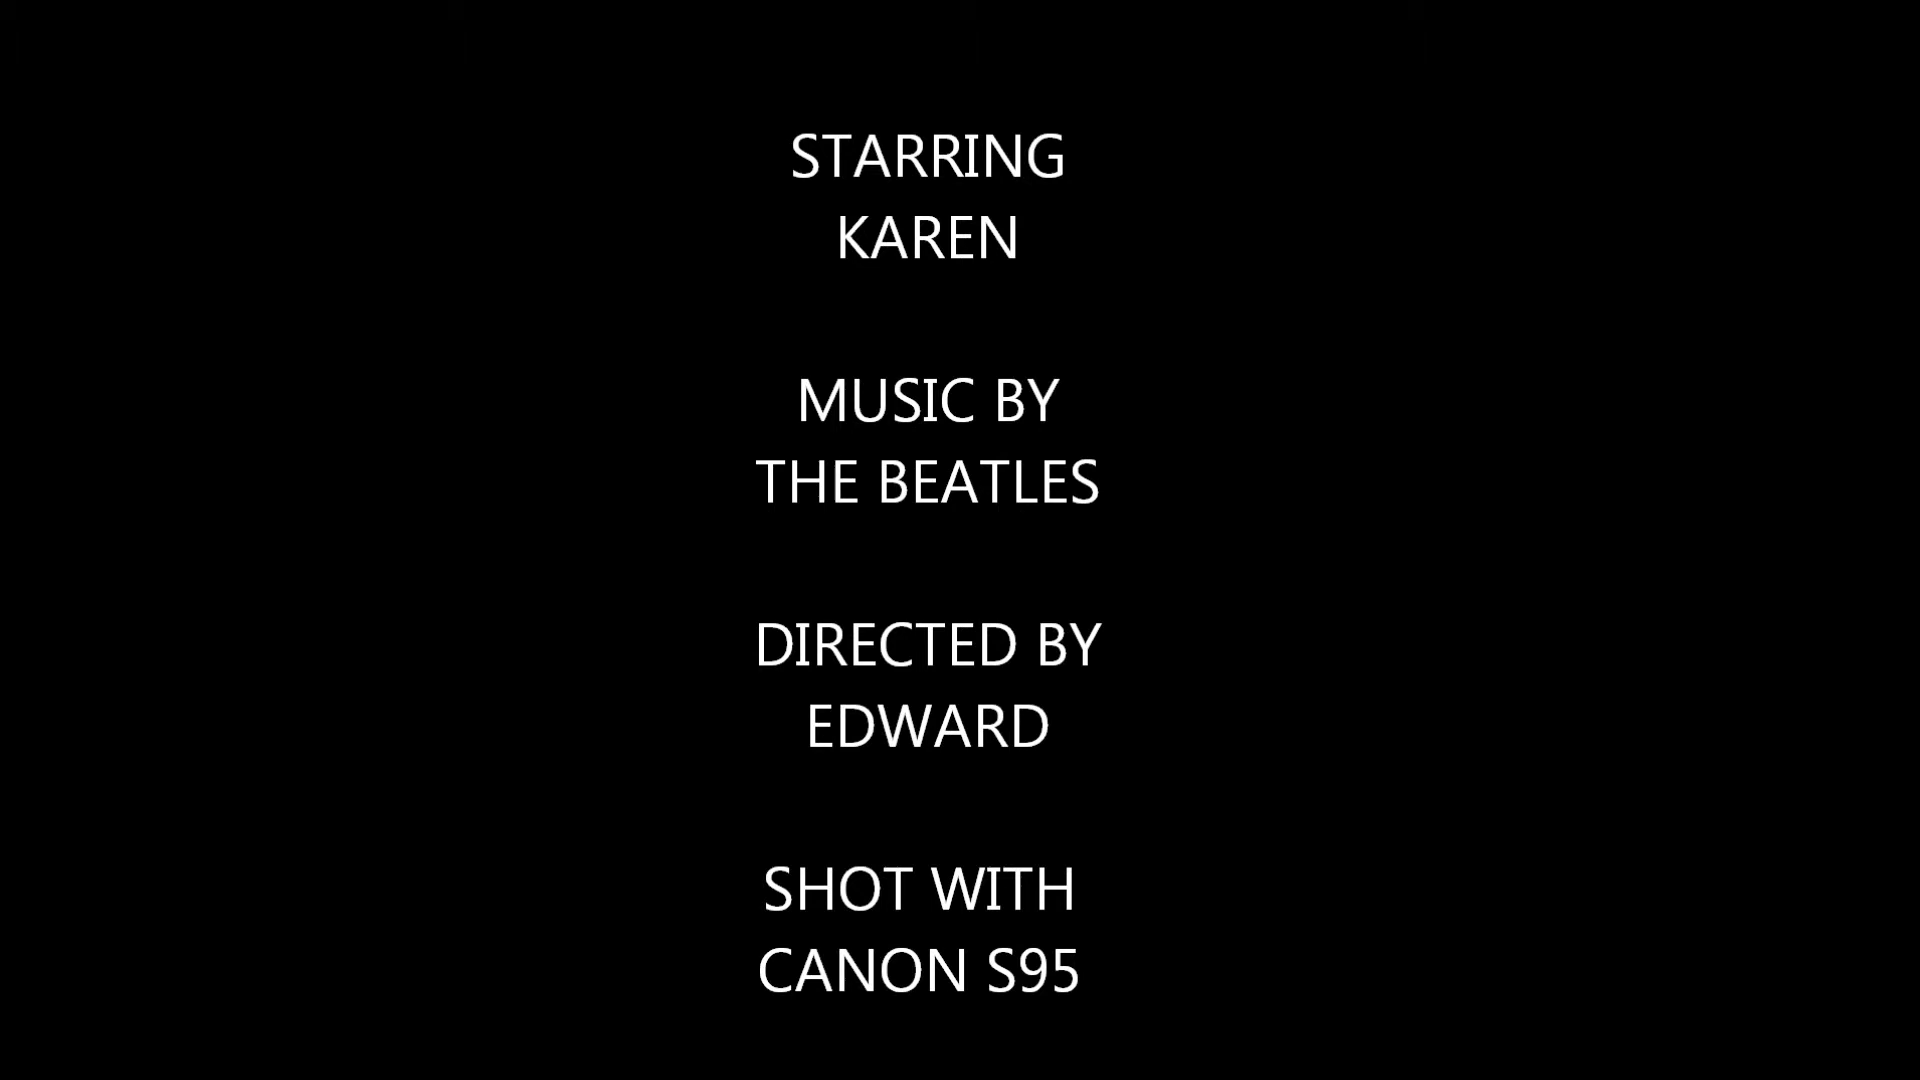 STARRING
KAREN
MUSIC BY
THE BEATLES
DIRECTED BY
EDWARD
SHOT WITH
CANON S95